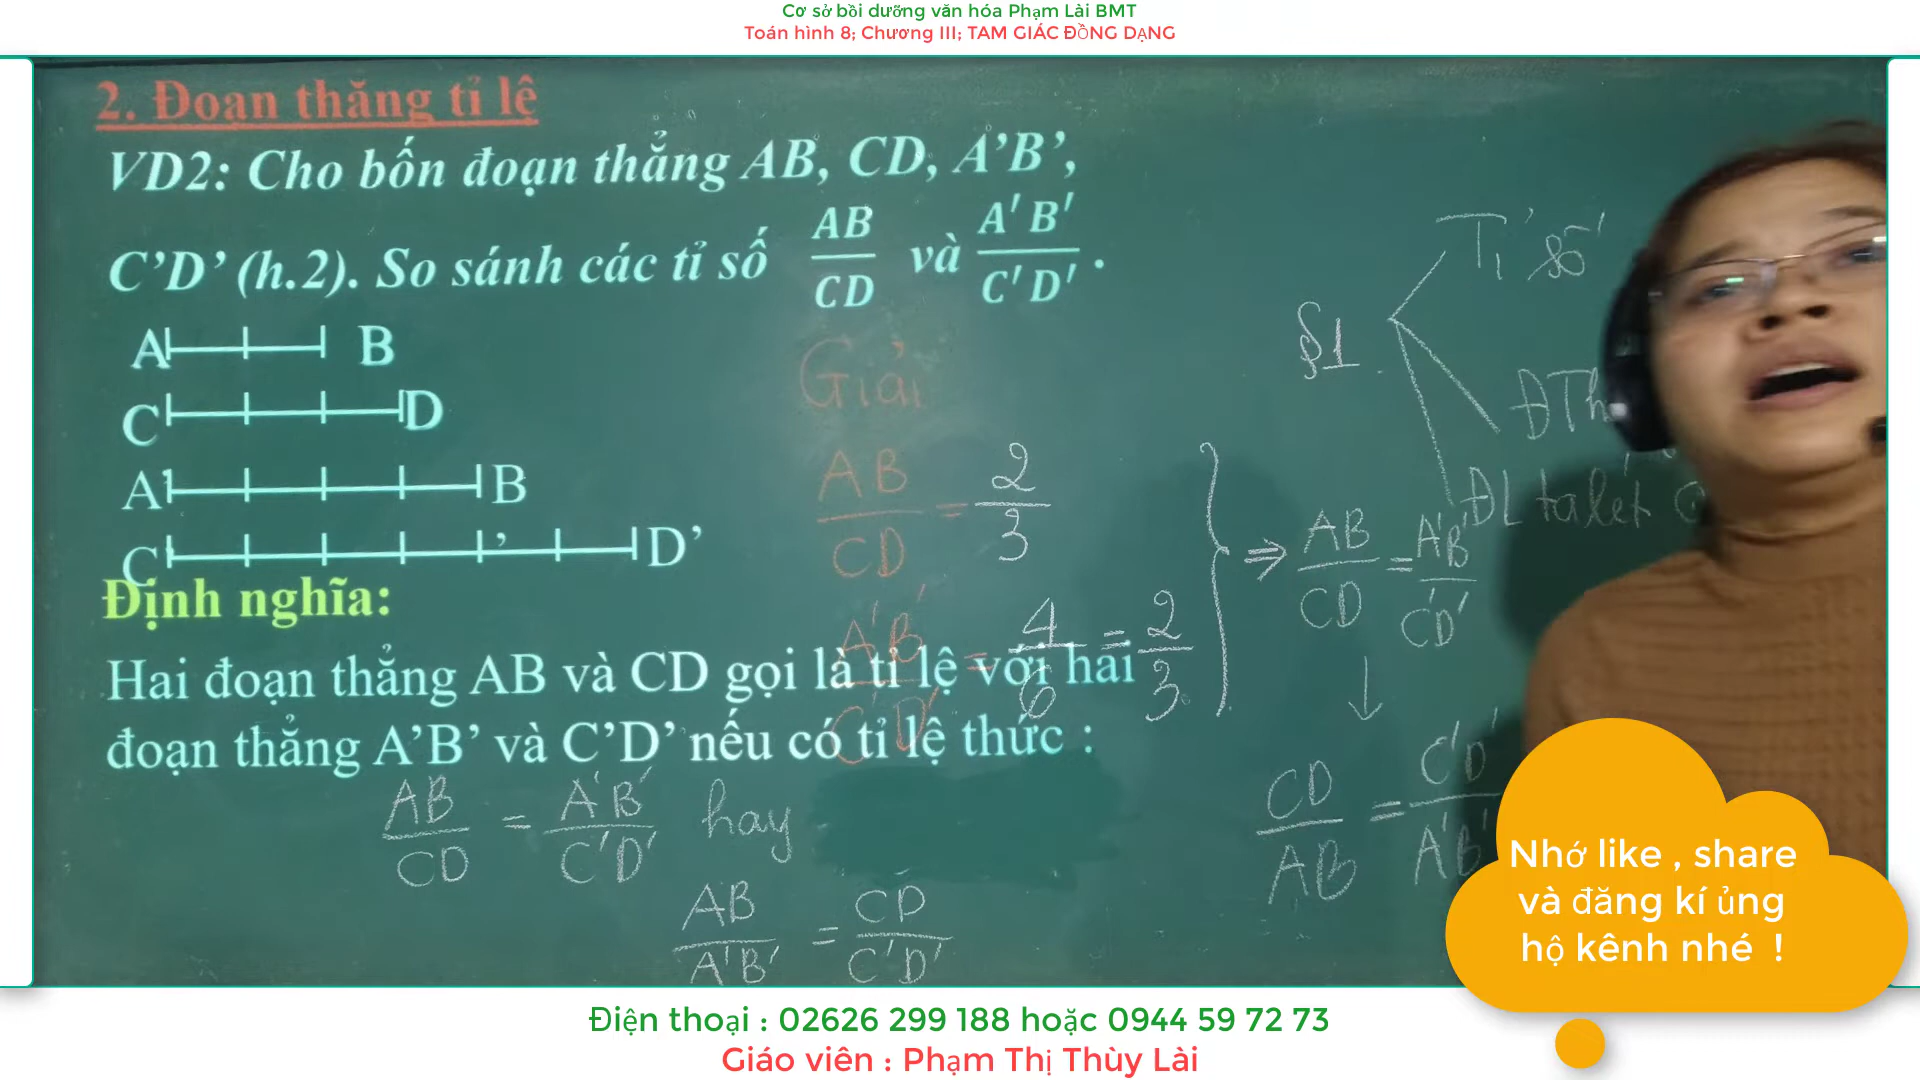 Cơ sở bồi dưỡng văn hóa Phạm Lài BMT
Toán hình 8; Chương III; TAM GIÁC ĐỒNG DẠNG
2. Đoạn thẳng tỉ lệ
VD2: Cho bốn đoạn thẳng AB, CD, A’B’,
C’D’ (h.2). So sánh các tỉ số AB/CD và A'B'/C'D'.
A B
C D
A' B
C' ’ D’
Định nghĩa:
Hai đoạn thẳng AB và CD gọi là tỉ lệ với hai
đoạn thẳng A’B’ và C’D’ nếu có tỉ lệ thức :
AB/CD = A'B'/C'D' hay
AB/A'B' = CD/C'D'
Giải
AB/CD = 2/3
A'B'/C'D' = 4/6 = 2/3
⇒ AB/CD = A'B'/C'D'
↓
CD/AB = C'D'/A'B'
§1
Tỉ số
ĐTh
ĐL talet
Nhớ like , share
và đăng kí ủng
hộ kênh nhé !
Điện thoại : 02626 299 188 hoặc 0944 59 72 73
Giáo viên : Phạm Thị Thùy Lài